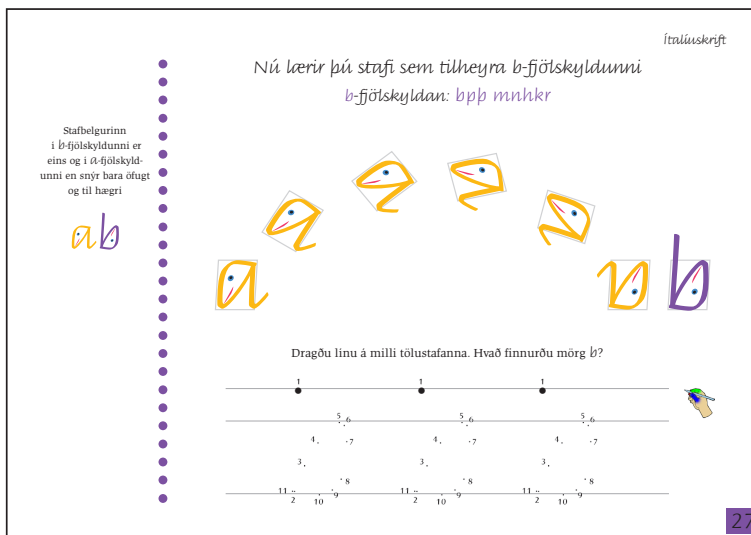 Ítalíuskrift
Nú lærir þú stafi sem tilheyra b-fjölskyldunni
b-fjölskyldan: bpþ mnhkr
Stafbelgurinn
i b-fjölskyldunni er
eins og i a-fjölskyld-
unni en snýr bara öfugt
og til hægri
ab
a a a a a a b
Dragðu linu á milli tölustafanna. Hvað finnurðu mörg b?
1 1 1
5. .6 5. .6 5. .6
4. .7 4. .7 4. .7
3. 3. 3.
.8 .8 .8
11 .. 9 11 .. 9 11 .. 9
2 10 2 10 2 10
27